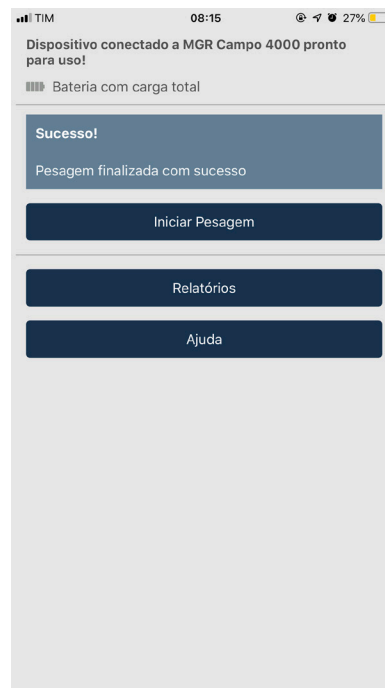 TIM 08:15 27%
Dispositivo conectado a MGR Campo 4000 pronto
para uso!
Bateria com carga total
Sucesso!
Pesagem finalizada com sucesso
Iniciar Pesagem
Relatórios
Ajuda